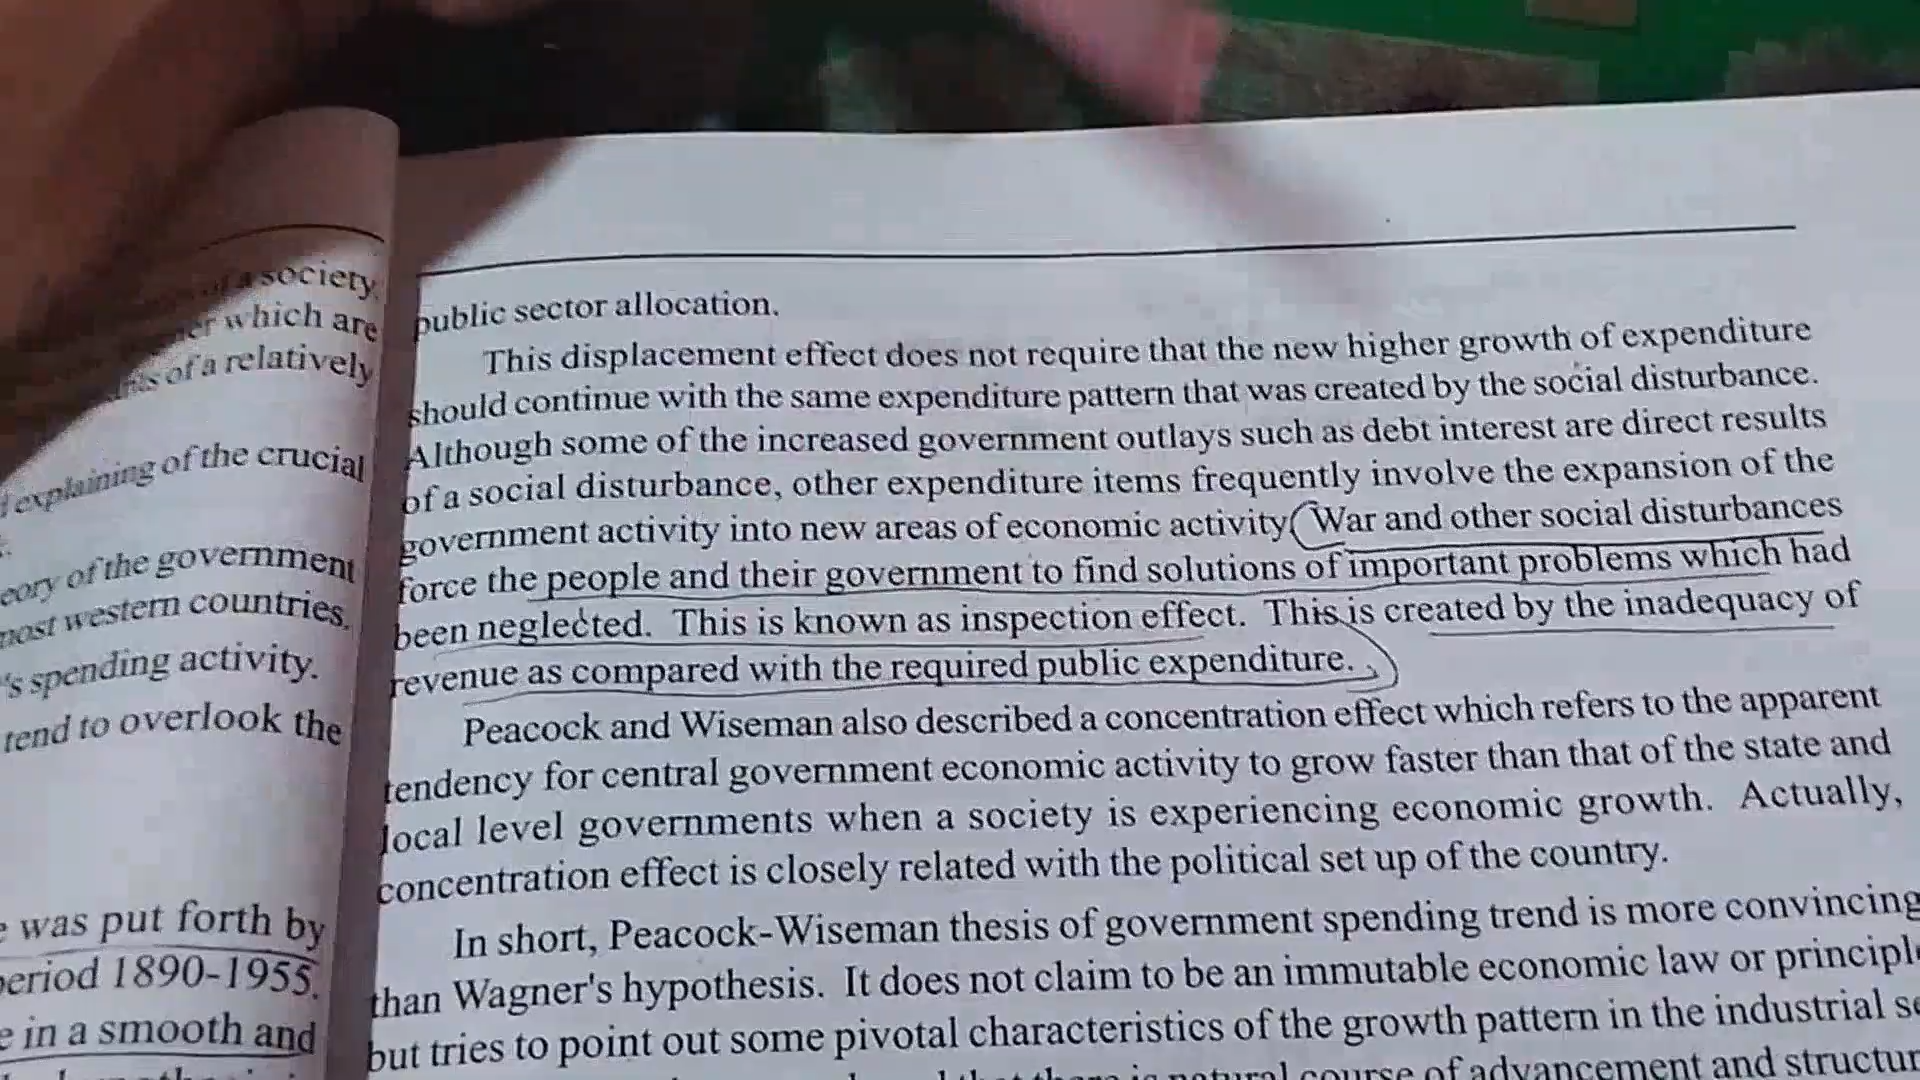 a society.
which are
of a relatively
explaining of the crucial
of the government
most western countries.
's spending activity.
tend to overlook the
was put forth by
period 1890-1955.
in a smooth and
public sector allocation.
This displacement effect does not require that the new higher growth of expenditure
should continue with the same expenditure pattern that was created by the social disturbance.
Although some of the increased government outlays such as debt interest are direct results
of a social disturbance, other expenditure items frequently involve the expansion of the
government activity into new areas of economic activity. War and other social disturbances
force the people and their government to find solutions of important problems which had
been neglected. This is known as inspection effect. This is created by the inadequacy of
revenue as compared with the required public expenditure.
Peacock and Wiseman also described a concentration effect which refers to the apparent
tendency for central government economic activity to grow faster than that of the state and
local level governments when a society is experiencing economic growth. Actually,
concentration effect is closely related with the political set up of the country.
In short, Peacock-Wiseman thesis of government spending trend is more convincing
than Wagner's hypothesis. It does not claim to be an immutable economic law or
but tries to point out some pivotal characteristics of the growth pattern in the industrial
natural course of advancement and